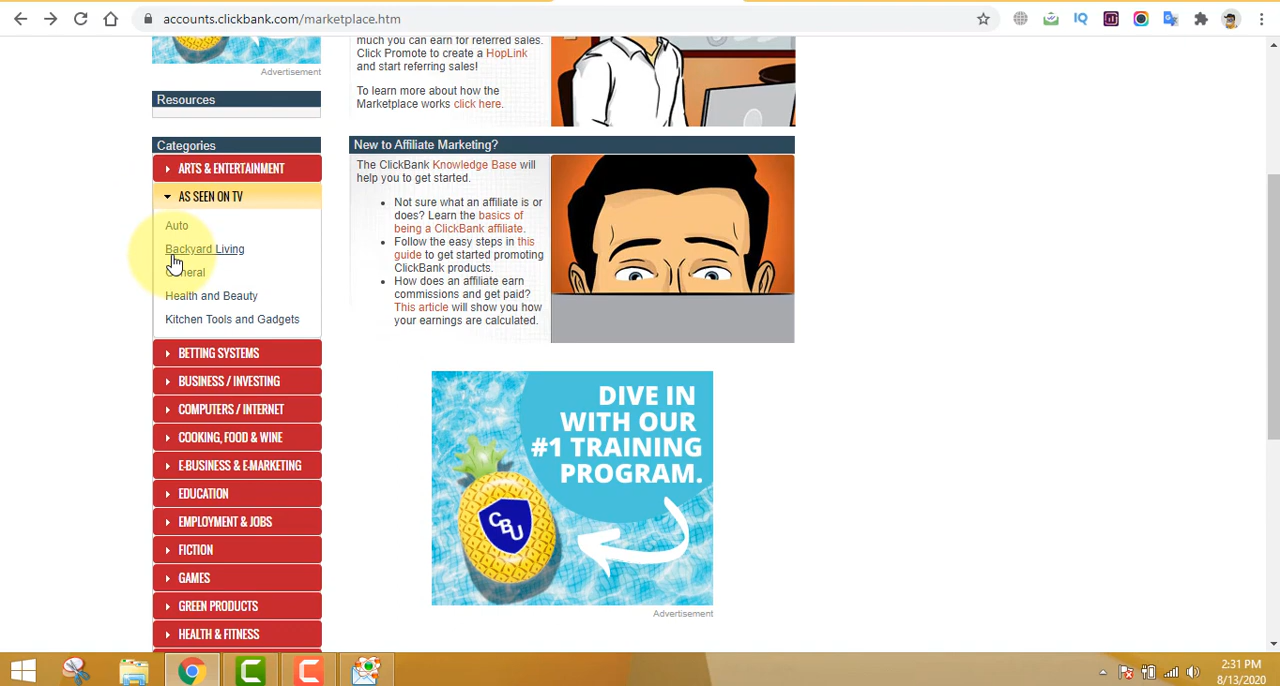 accounts.clickbank.com/marketplace.htm
IQ
Advertisement
Resources
Categories
ARTS & ENTERTAINMENT
AS SEEN ON TV
Auto
Backyard Living
General
Health and Beauty
Kitchen Tools and Gadgets
BETTING SYSTEMS
BUSINESS / INVESTING
COMPUTERS / INTERNET
COOKING, FOOD & WINE
E-BUSINESS & E-MARKETING
EDUCATION
EMPLOYMENT & JOBS
FICTION
GAMES
GREEN PRODUCTS
HEALTH & FITNESS
much you can earn for referred sales.
Click Promote to create a HopLink
and start referring sales!
To learn more about how the
Marketplace works click here.
New to Affiliate Marketing?
The ClickBank Knowledge Base will
help you to get started.
Not sure what an affiliate is or
does? Learn the basics of
being a ClickBank affiliate.
Follow the easy steps in this
guide to get started promoting
ClickBank products.
How does an affiliate earn
commissions and get paid?
This article will show you how
your earnings are calculated.
DIVE IN
WITH OUR
#1 TRAINING
PROGRAM.
CBU
Advertisement
2:31 PM
8/13/2020